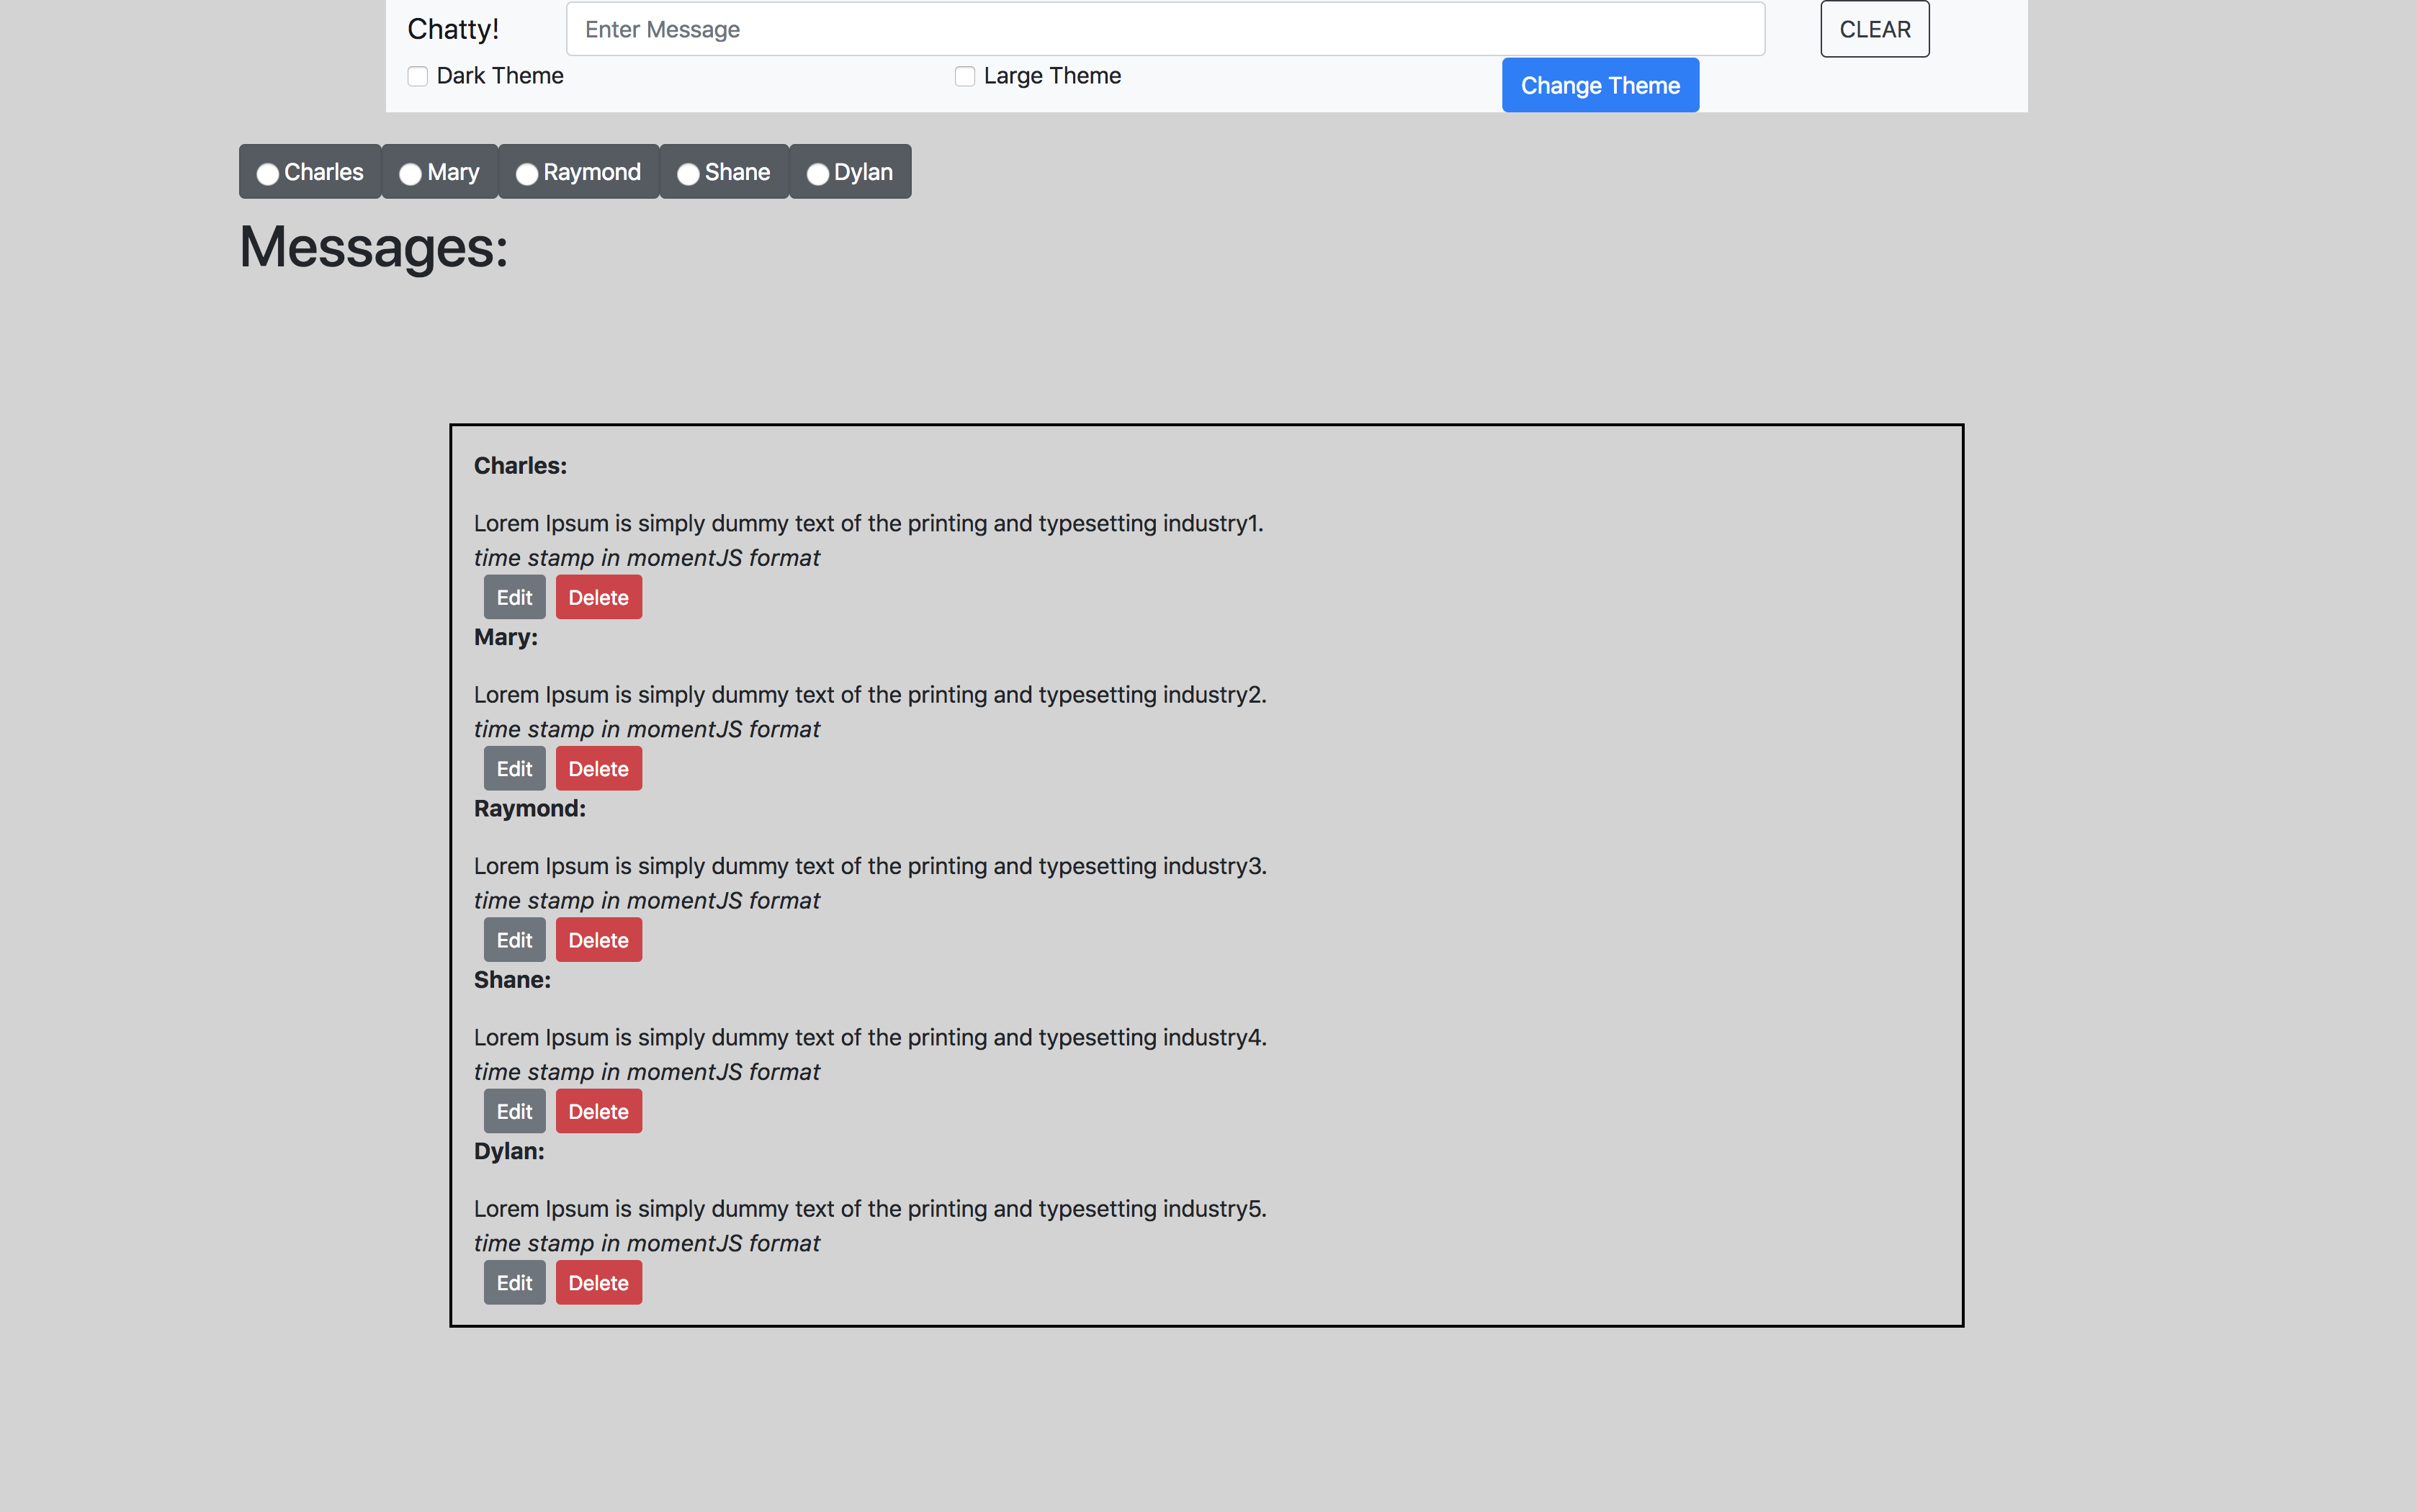 Chatty! Enter Message CLEAR
Dark Theme Large Theme Change Theme
Charles Mary Raymond Shane Dylan
Messages:
Charles:
Lorem Ipsum is simply dummy text of the printing and typesetting industry1.
time stamp in momentJS format
Edit Delete
Mary:
Lorem Ipsum is simply dummy text of the printing and typesetting industry2.
time stamp in momentJS format
Edit Delete
Raymond:
Lorem Ipsum is simply dummy text of the printing and typesetting industry3.
time stamp in momentJS format
Edit Delete
Shane:
Lorem Ipsum is simply dummy text of the printing and typesetting industry4.
time stamp in momentJS format
Edit Delete
Dylan:
Lorem Ipsum is simply dummy text of the printing and typesetting industry5.
time stamp in momentJS format
Edit Delete